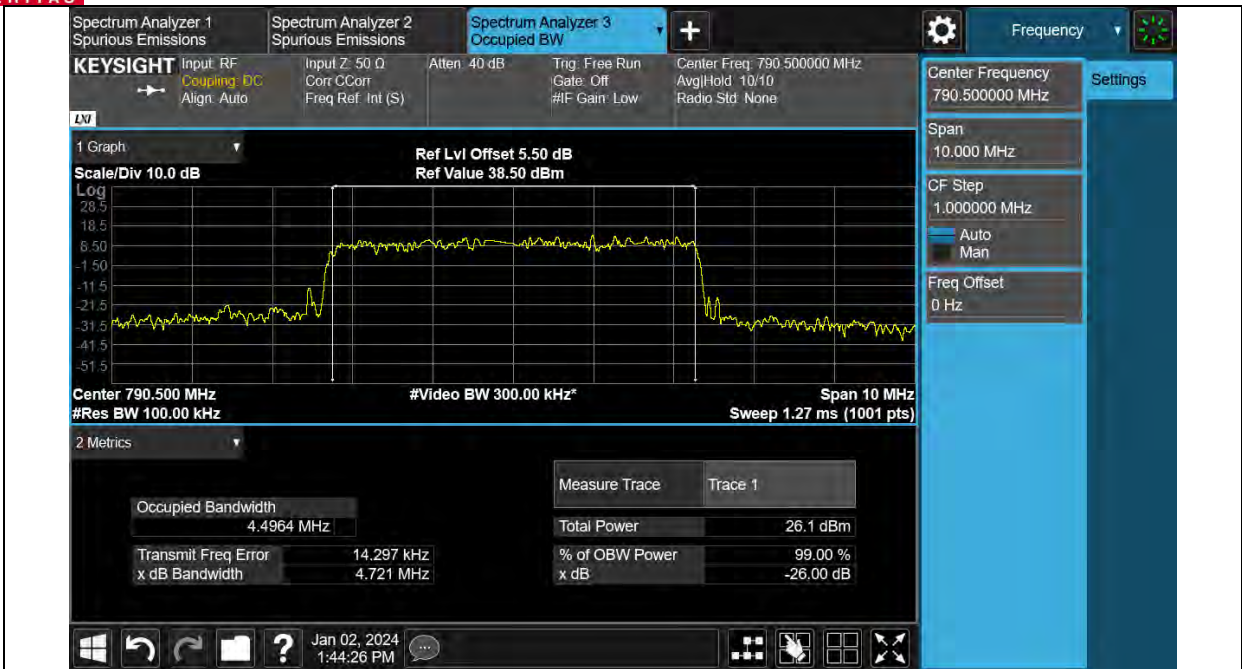 Spectrum Analyzer 1
Spurious Emissions
Spectrum Analyzer 2
Spurious Emissions
Spectrum Analyzer 3
Occupied BW
+
Frequency
KEYSIGHT
LXI
Input: RF
Coupling: DC
Align: Auto
Input Z: 50 Ω
Corr CCorr
Freq Ref: Int (S)
Atten: 40 dB
Trig: Free Run
Gate: Off
#IF Gain: Low
Center Freq: 790.500000 MHz
Avg|Hold: 10/10
Radio Std: None
Center Frequency
790.500000 MHz
Settings
Span
10.000 MHz
CF Step
1.000000 MHz
Auto
Man
Freq Offset
0 Hz
1 Graph
Scale/Div 10.0 dB
Ref Lvl Offset 5.50 dB
Ref Value 38.50 dBm
Log
28.5
18.5
8.50
-1.50
-11.5
-21.5
-31.5
-41.5
-51.5
Center 790.500 MHz
#Video BW 300.00 kHz*
Span 10 MHz
#Res BW 100.00 kHz
Sweep 1.27 ms (1001 pts)
2 Metrics
Measure Trace Trace 1
Occupied Bandwidth
4.4964 MHz
Total Power 26.1 dBm
Transmit Freq Error 14.297 kHz
% of OBW Power 99.00 %
x dB Bandwidth 4.721 MHz
x dB -26.00 dB
?
Jan 02, 2024
1:44:26 PM